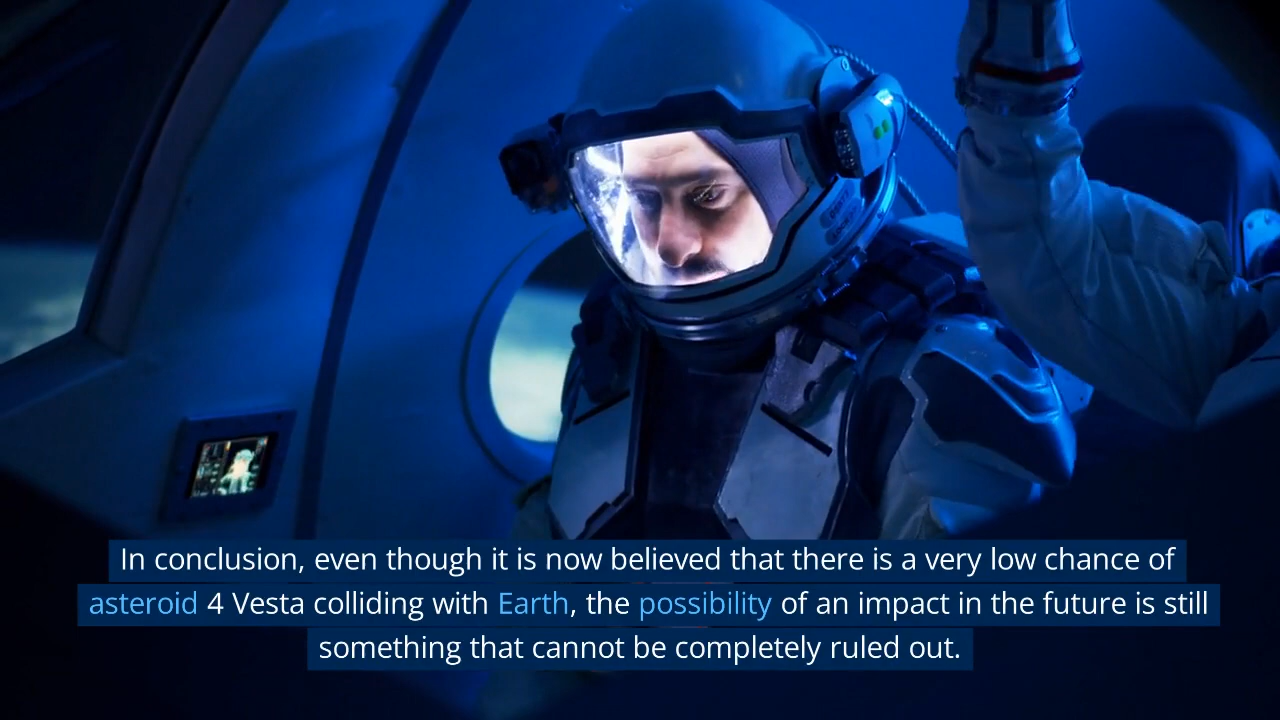 In conclusion, even though it is now believed that there is a very low chance of
asteroid 4 Vesta colliding with Earth, the possibility of an impact in the future is still
something that cannot be completely ruled out.